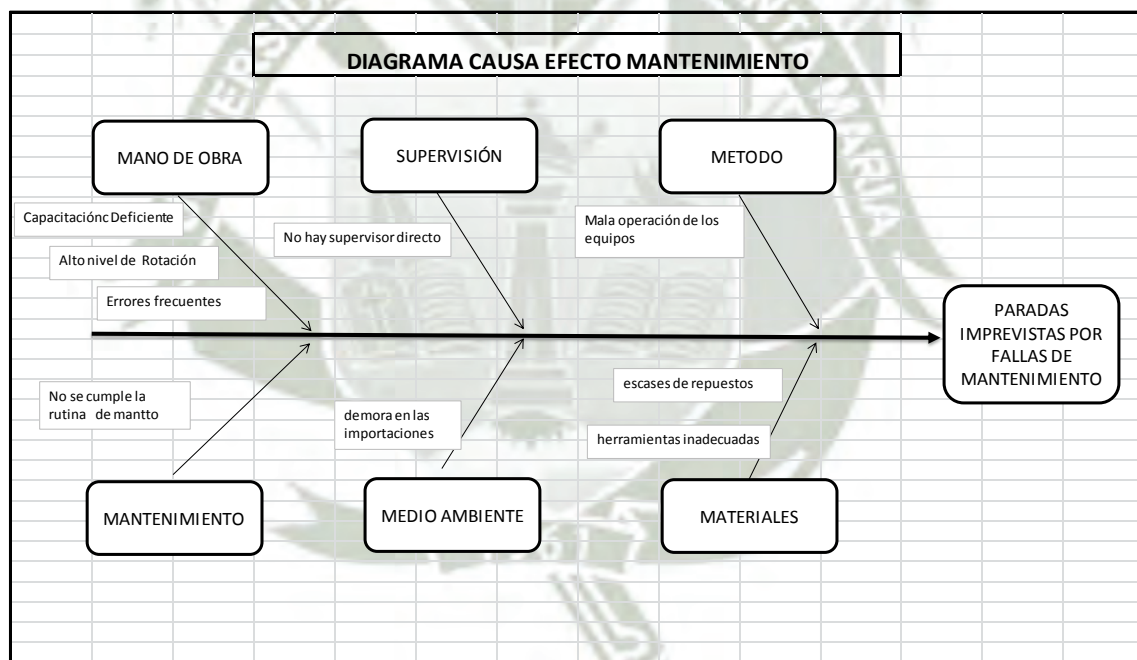 DIAGRAMA CAUSA EFECTO MANTENIMIENTO
MANO DE OBRA
SUPERVISIÓN
METODO
Capacitaciónc Deficiente
Alto nivel de Rotación
Errores frecuentes
No hay supervisor directo
Mala operación de los
equipos
PARADAS
IMPREVISTAS POR
FALLAS DE
MANTENIMIENTO
No se cumple la
rutina de mantto
demora en las
importaciones
escases de repuestos
herramientas inadecuadas
MANTENIMIENTO
MEDIO AMBIENTE
MATERIALES